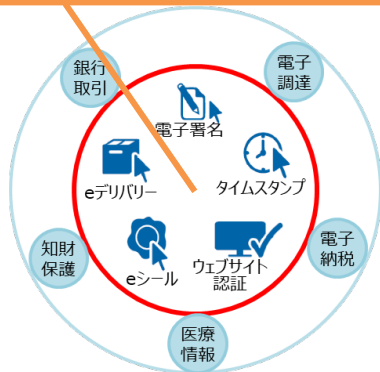 銀行
取引
電子
調達
電子署名
eデリバリー
タイムスタンプ
知財
保護
eシール
ウェブサイト
認証
電子
納税
医療
情報